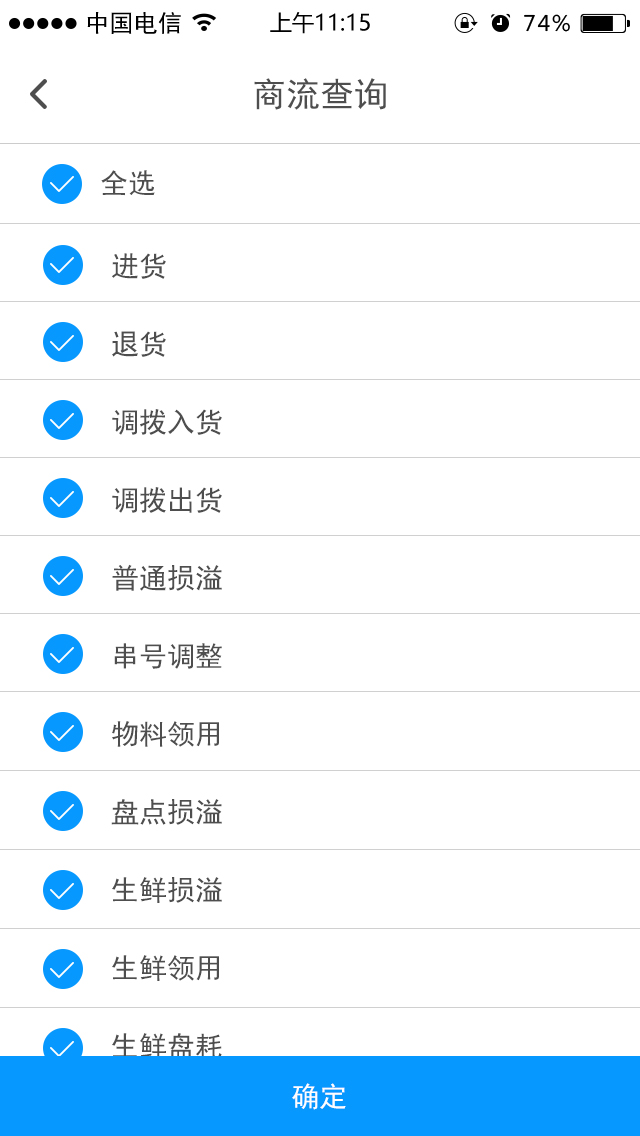 中国电信 上午11:15 74%
商流查询
全选
进货
退货
调拨入货
调拨出货
普通损溢
串号调整
物料领用
盘点损溢
生鲜损溢
生鲜领用
生鲜盘耗
确定